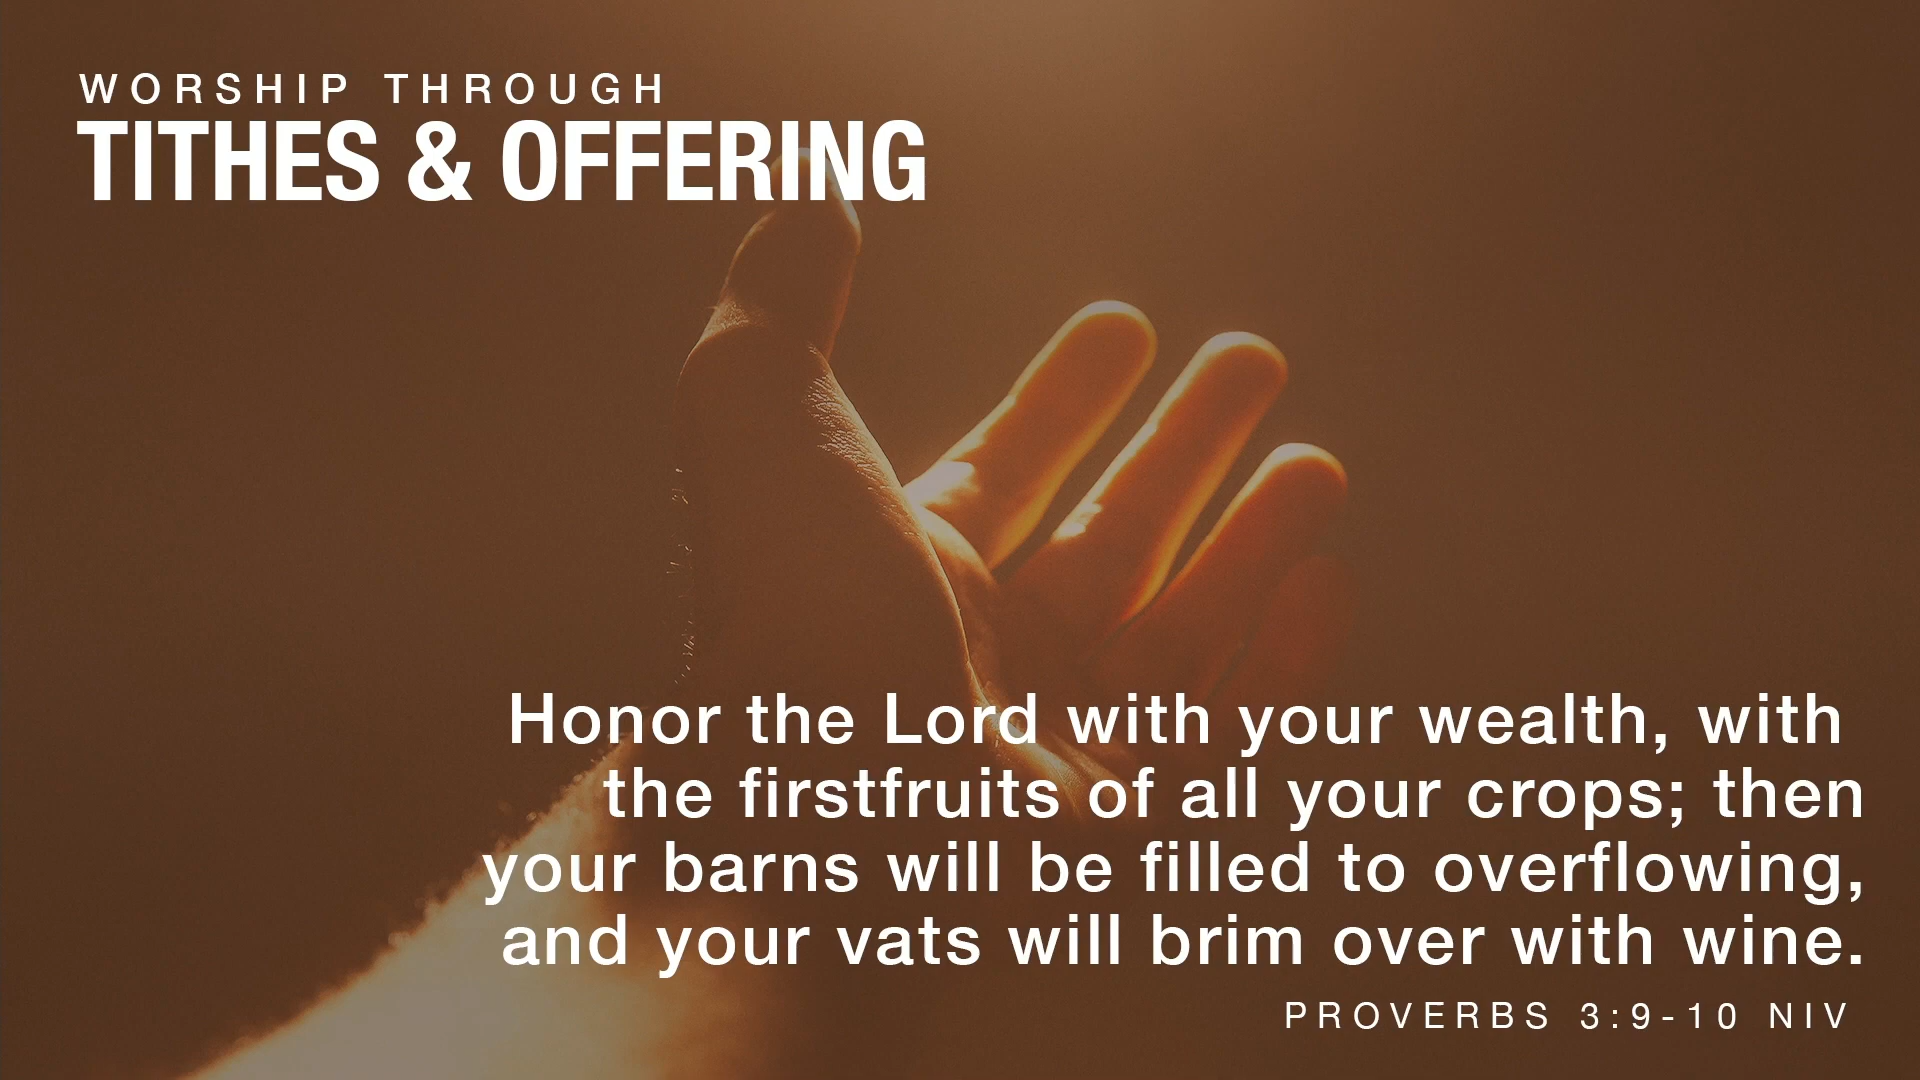 WORSHIP THROUGH
TITHES & OFFERING
Honor the Lord with your wealth, with
the firstfruits of all your crops; then
your barns will be filled to overflowing,
and your vats will brim over with wine.
PROVERBS 3:9-10 NIV